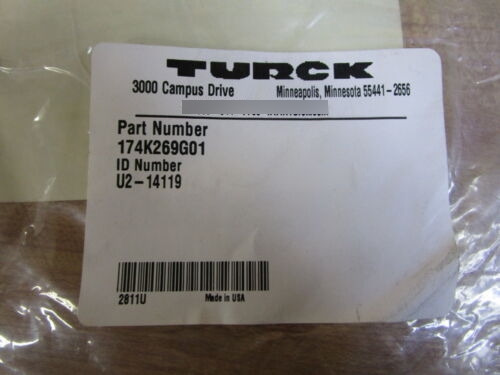 TURCK
3000 Campus Drive Minneapolis, Minnesota 55441-2656
Part Number
174K269G01
ID Number
U2-14119
2811U Made in USA